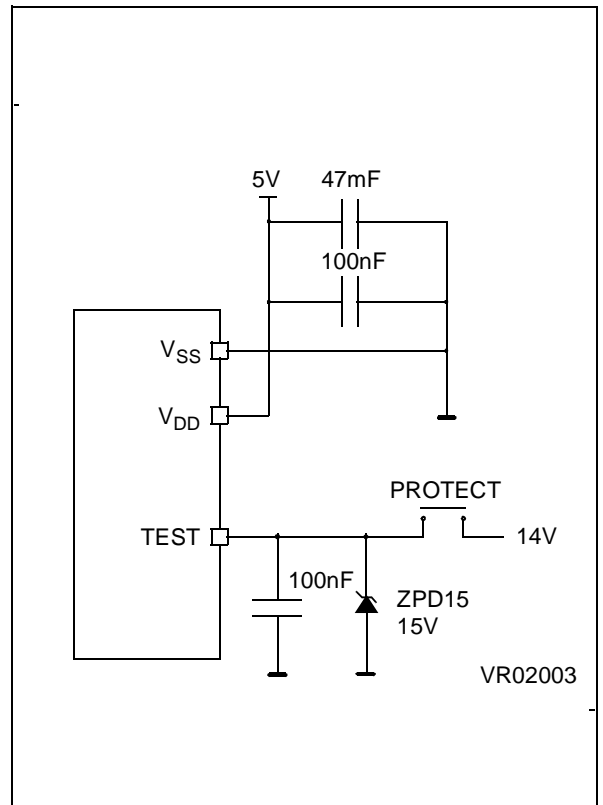 5V 47mF
100nF
VSS
VDD
PROTECT
TEST
14V
100nF
ZPD15
15V
VR02003